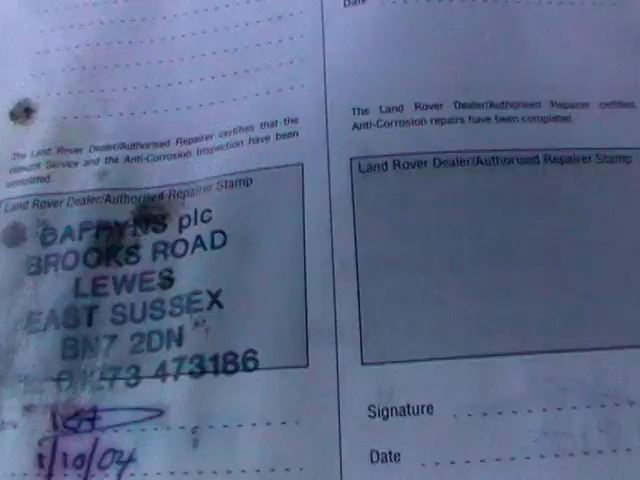 The Land Rover Dealer/Authorised Repairer certifies that the
relevant Service and the Anti-Corrosion Inspection have been
completed.
Land Rover Dealer/Authorised Repairer Stamp
CAFFYNS plc
BROOKS ROAD
LEWES
EAST SUSSEX
BN7 2DN
01273 473186
1/10/04
Date
The Land Rover Dealer/Authorised Repairer certifies
Anti-Corrosion repairs have been completed.
Land Rover Dealer/Authorised Repairer Stamp
Signature
Date